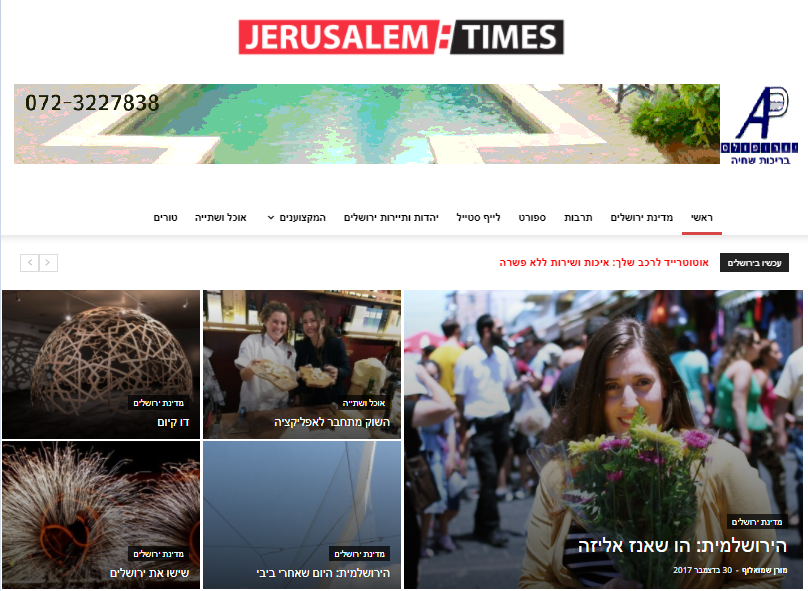 JERUSALEM TIMES
072-3227838
בריכות שחיה
ראשי
מדינת ירושלים
תרבות
ספורט
לייף סטייל
יהדות ותיירות ירושלים
המקצוענים
אוכל ושתייה
טורים
עכשיו בירושלים
אוטוטרייד לרכב שלך: איכות ושירות ללא פשרה
מדינת ירושלים
הירושלמית: הו שאנז אליזה
מורן שמואלוף - 30 בדצמבר 2017
אוכל ושתייה
השוק מתחבר לאפליקציה
מדינת ירושלים
דו קיום
מדינת ירושלים
הירושלמית: היום שאחרי ביבי
מדינת ירושלים
שישו את ירושלים